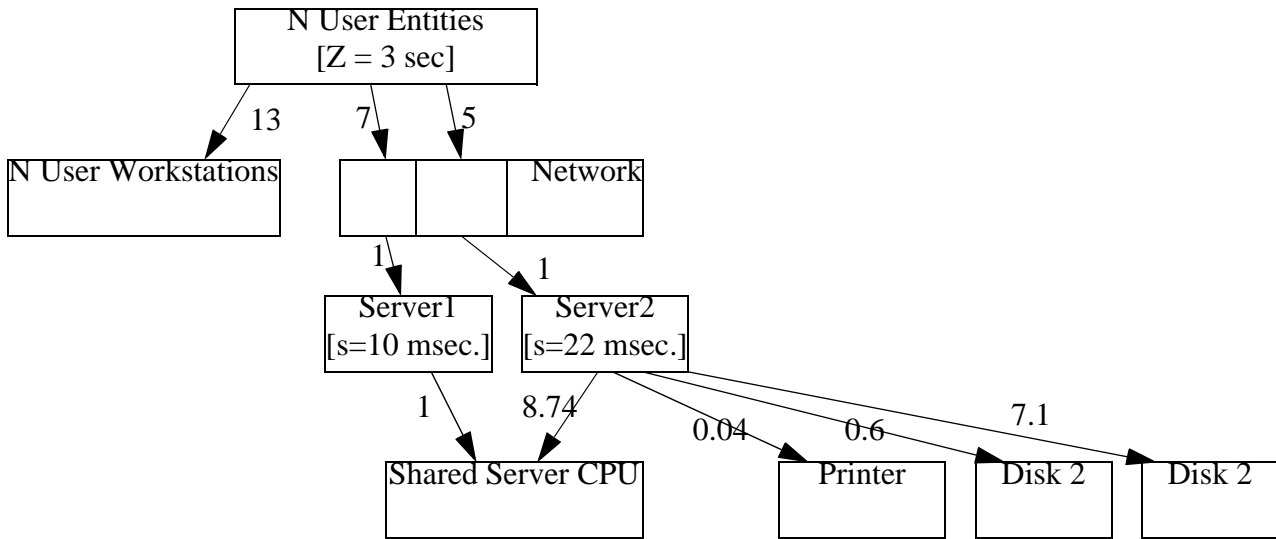 N User Entities
[Z = 3 sec]
13
7
5
N User Workstations
Network
1
1
Server1
[s=10 msec.]
Server2
[s=22 msec.]
1
8.74
0.04
0.6
7.1
Shared Server CPU
Printer
Disk 2
Disk 2